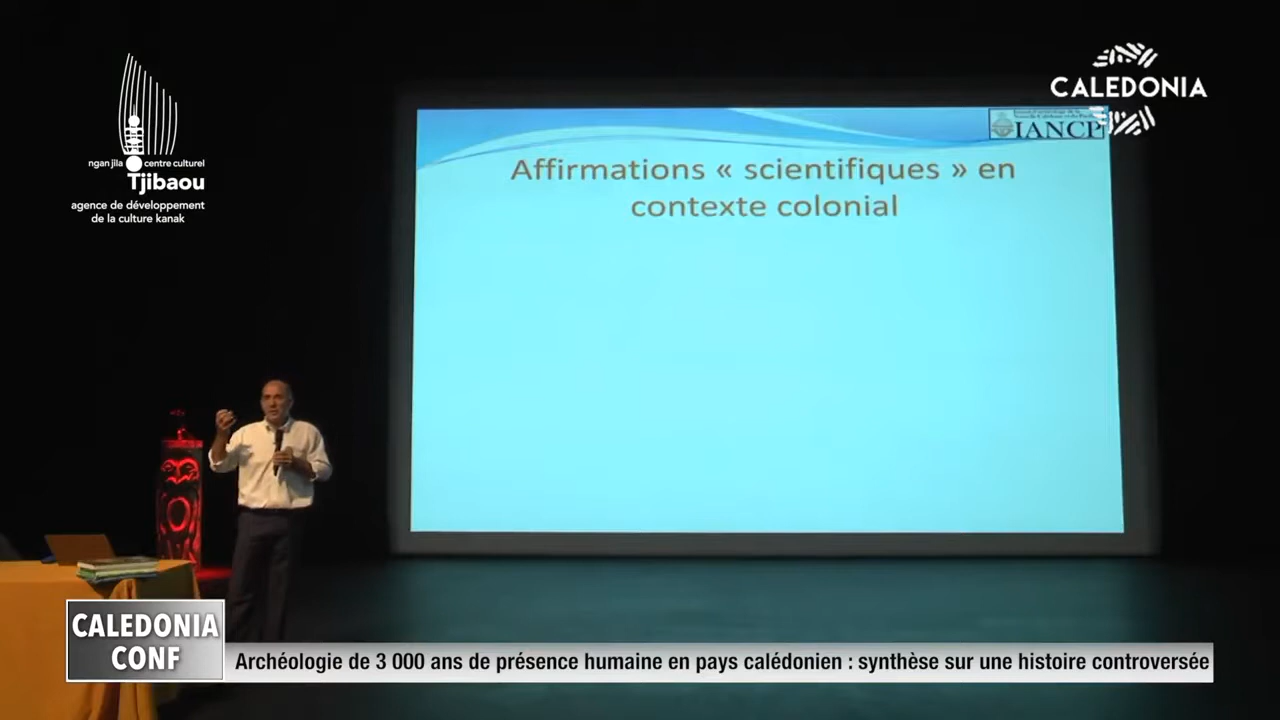 ngan jila centre culturel
Tjibaou
agence de développement
de la culture kanak
CALEDONIA
IANCP
Affirmations « scientifiques » en
contexte colonial
CALEDONIA
CONF
Archéologie de 3 000 ans de présence humaine en pays calédonien : synthèse sur une histoire controversée